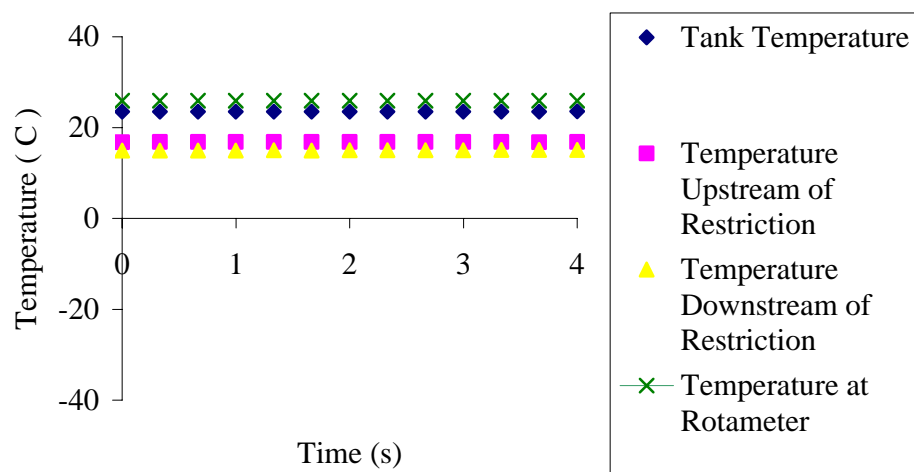 40
20
0
-20
-40
0
1
2
3
4
Temperature ( C )
Time (s)
Tank Temperature
Temperature
Upstream of
Restriction
Temperature
Downstream of
Restriction
Temperature at
Rotameter